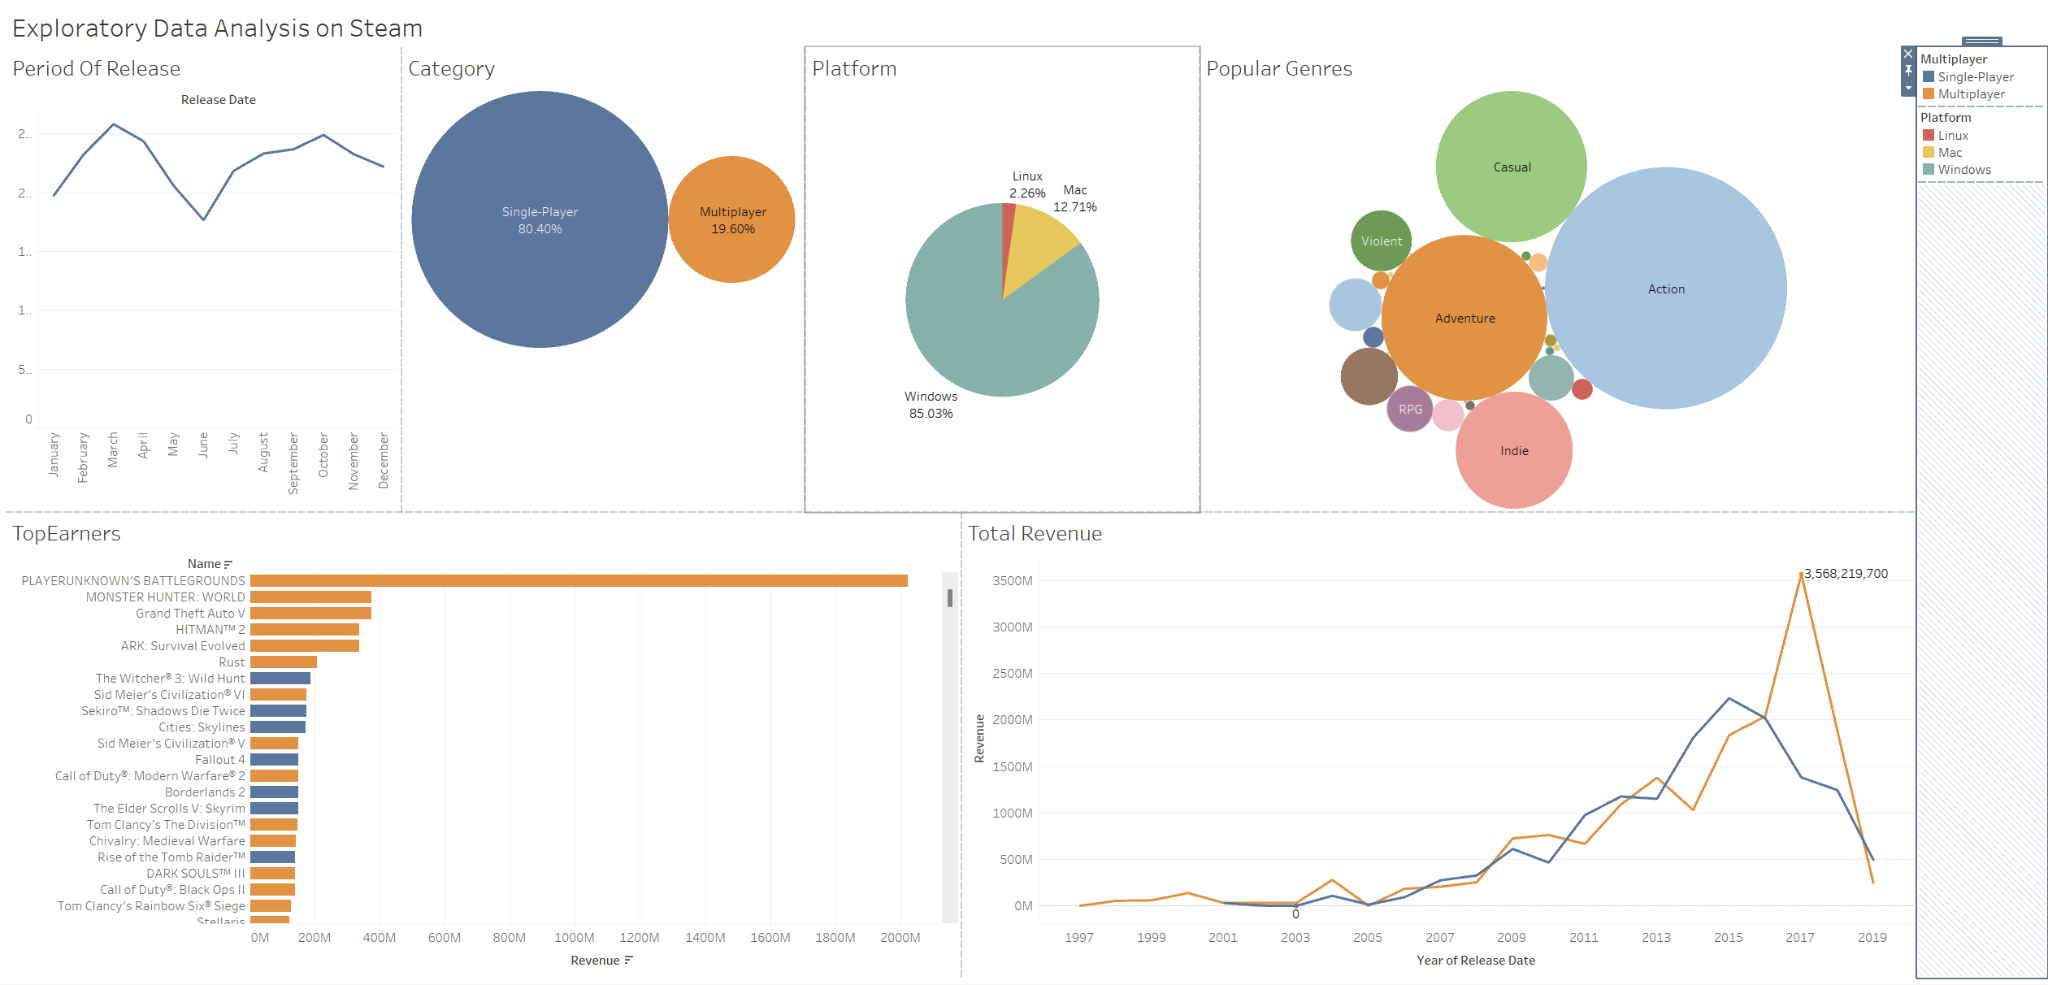 Exploratory Data Analysis on Steam
Period Of Release
Release Date
2..
2..
1..
1..
5..
0
January
February
March
April
May
June
July
August
September
October
November
December
Category
Single-Player
80.40%
Multiplayer
19.60%
Platform
Linux
2.26%
Mac
12.71%
Windows
85.03%
Popular Genres
Casual
Violent
Action
Adventure
RPG
Indie
Multiplayer
Single-Player
Multiplayer
Platform
Linux
Mac
Windows
TopEarners
Name
PLAYERUNKNOWN'S BATTLEGROUNDS
MONSTER HUNTER: WORLD
Grand Theft Auto V
HITMAN™ 2
ARK: Survival Evolved
Rust
The Witcher® 3: Wild Hunt
Sid Meier's Civilization® VI
Sekiro™: Shadows Die Twice
Cities: Skylines
Sid Meier's Civilization® V
Fallout 4
Call of Duty®: Modern Warfare® 2
Borderlands 2
The Elder Scrolls V: Skyrim
Tom Clancy's The Division™
Chivalry: Medieval Warfare
Rise of the Tomb Raider™
DARK SOULS™ III
Call of Duty®: Black Ops II
Tom Clancy's Rainbow Six® Siege
Stellaris
0M 200M 400M 600M 800M 1000M 1200M 1400M 1600M 1800M 2000M
Revenue
Total Revenue
3500M
3000M
2500M
2000M
1500M
1000M
500M
0M
Revenue
3,568,219,700
0
1997 1999 2001 2003 2005 2007 2009 2011 2013 2015 2017 2019
Year of Release Date